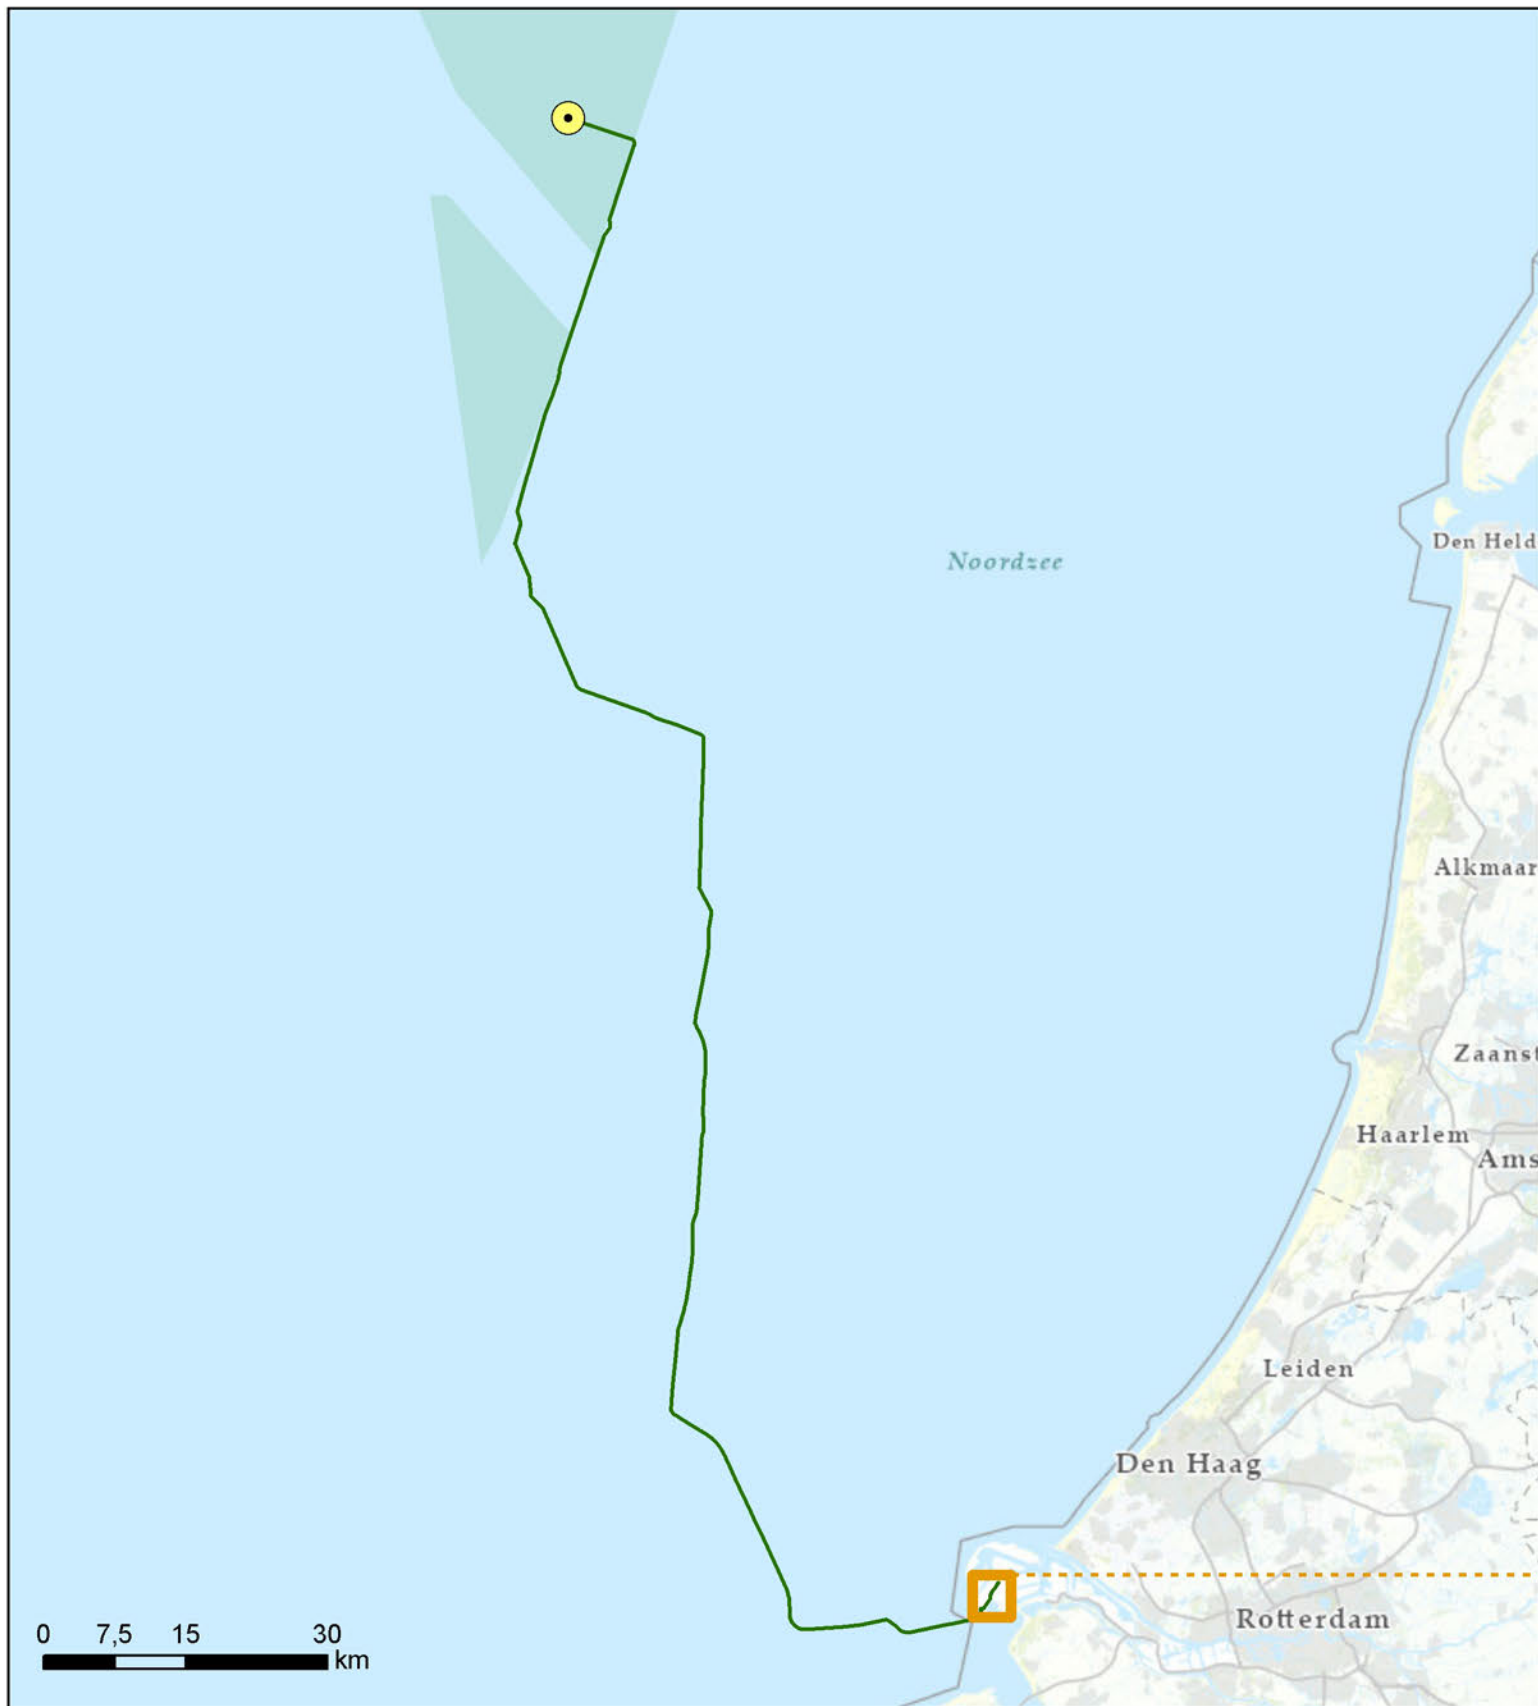 Noordzee
Den Held
Alkmaar
Zaanst
Haarlem
Ams
Leiden
Den Haag
Rotterdam
0 7,5 15 30
km